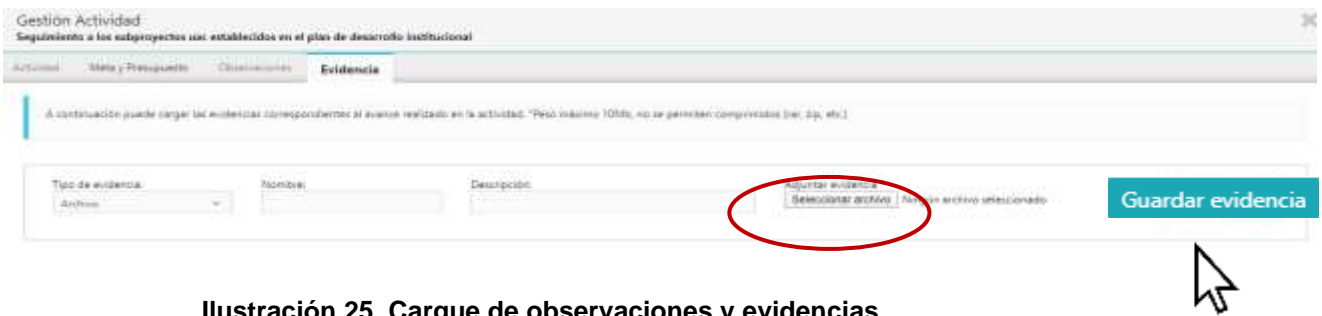 Gestión Actividad
Seguimiento a los subproyectos uac establecidos en el plan de desarrollo institucional
Actividad Meta y Presupuesto Observaciones Evidencia
A continuación puede cargar las evidencias correspondientes al avance realizado en la actividad. *Peso máximo 10Mb, no se permiten comprimidos (rar, zip, etc.)
Tipo de evidencia: Nombre: Descripción: Adjuntar evidencia
Archivo Seleccionar archivo Ningún archivo seleccionado
Guardar evidencia
Ilustración 25. Cargue de observaciones y evidencias